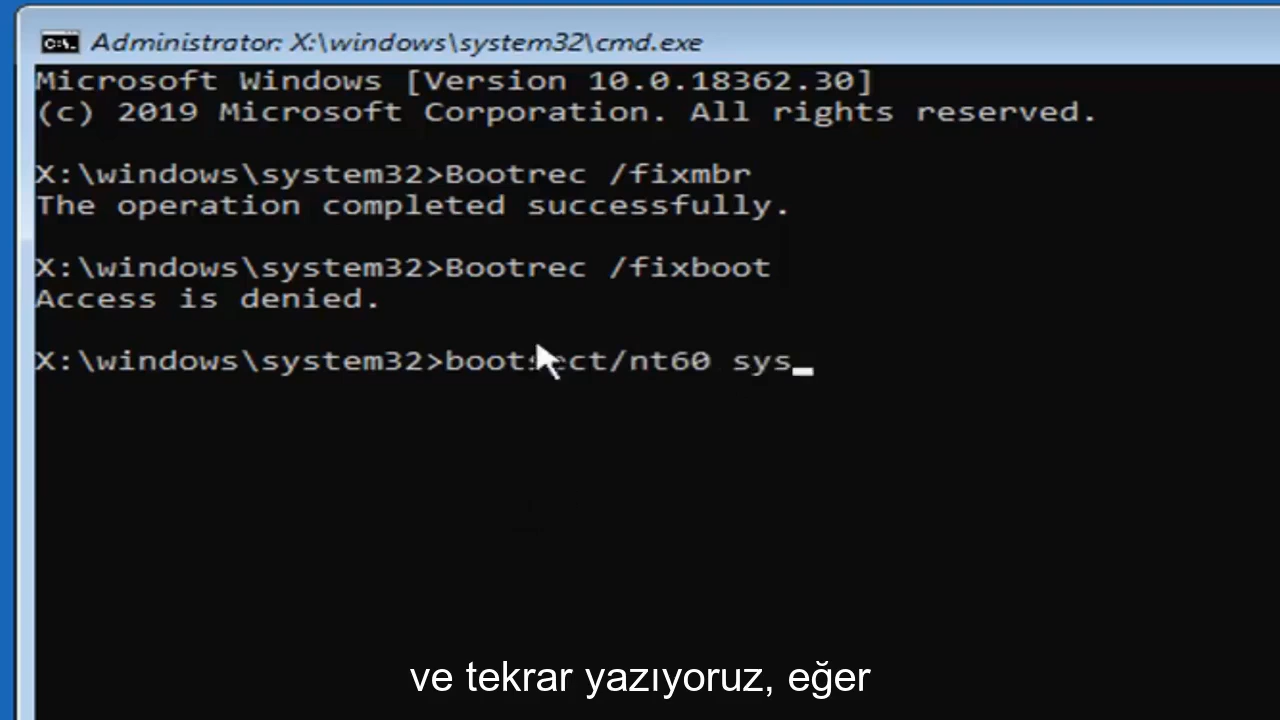 Administrator: X:\windows\system32\cmd.exe
Microsoft Windows [Version 10.0.18362.30]
(c) 2019 Microsoft Corporation. All rights reserved.
X:\windows\system32>Bootrec /fixmbr
The operation completed successfully.
X:\windows\system32>Bootrec /fixboot
Access is denied.
X:\windows\system32>bootsect/nt60 sys
ve tekrar yazıyoruz, eğer